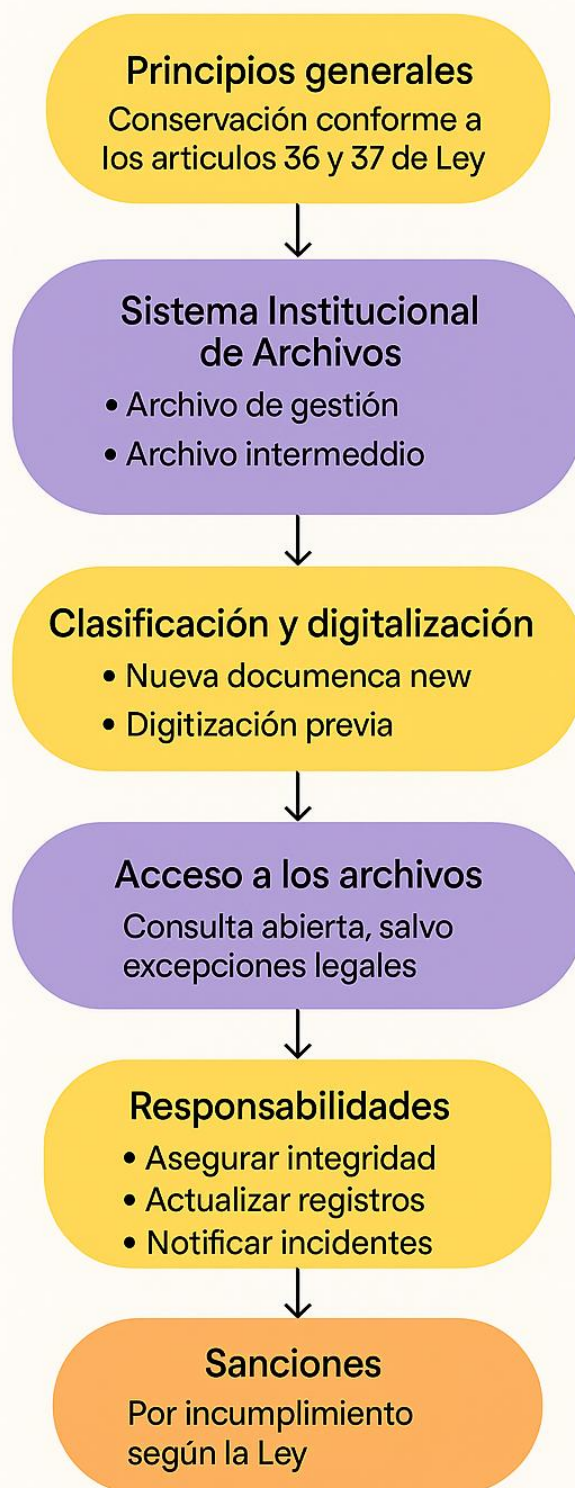 Principios generales
Conservación conforme a
los articulos 36 y 37 de Ley
Sistema Institucional
de Archivos
• Archivo de gestión
• Archivo intermeddio
Clasificación y digitalización
• Nueva documenca new
• Digitización previa
Acceso a los archivos
Consulta abierta, salvo
excepciones legales
Responsabilidades
• Asegurar integridad
• Actualizar registros
• Notificar incidentes
Sanciones
Por incumplimiento
según la Ley